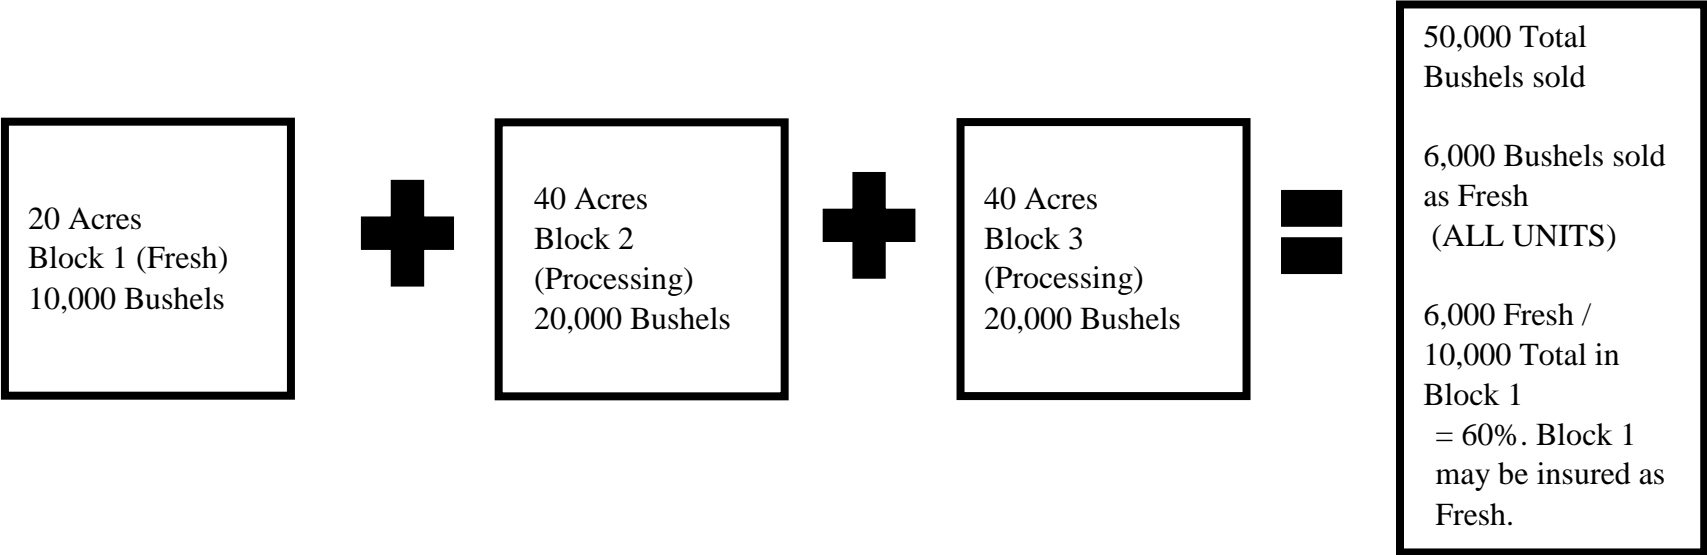 20 Acres
Block 1 (Fresh)
10,000 Bushels
40 Acres
Block 2
(Processing)
20,000 Bushels
40 Acres
Block 3
(Processing)
20,000 Bushels
50,000 Total
Bushels sold
6,000 Bushels sold
as Fresh
(ALL UNITS)
6,000 Fresh /
10,000 Total in
Block 1
= 60%. Block 1
may be insured as
Fresh.